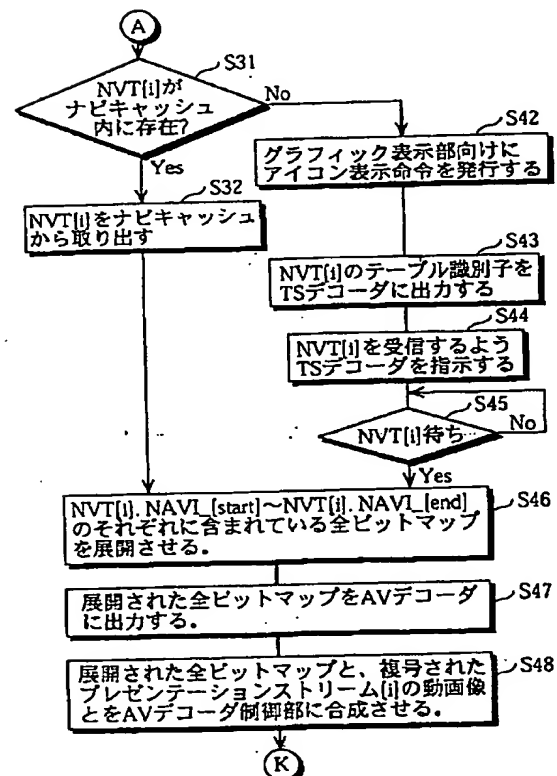 A
S31
NVT[i]が
ナビキャッシュ
内に存在?
No
Yes
S32
NVT[i]をナビキャッシュ
から取り出す
S42
グラフィック表示部向けに
アイコン表示命令を発行する
S43
NVT[i]のテーブル識別子を
TSデコーダに出力する
S44
NVT[i]を受信するよう
TSデコーダを指示する
S45
NVT[i]待ち
No
Yes
S46
NVT[i]. NAVI_[start]～NVT[i]. NAVI_[end]
のそれぞれに含まれている全ビットマップ
を展開させる。
S47
展開された全ビットマップをAVデコーダ
に出力する。
S48
展開された全ビットマップと、複号された
プレゼンテーションストリーム[i]の動画像
とをAVデコーダ制御部に合成させる。
K